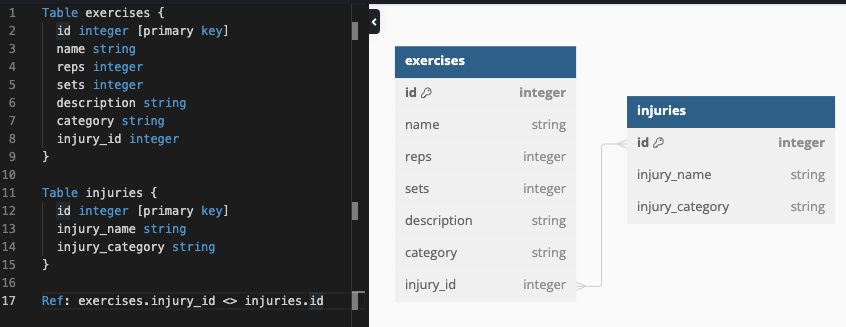 1 Table exercises {
2 id integer [primary key]
3 name string
4 reps integer
5 sets integer
6 description string
7 category string
8 injury_id integer
9 }
10
11 Table injuries {
12 id integer [primary key]
13 injury_name string
14 injury_category string
15 }
16
17 Ref: exercises.injury_id <> injuries.id
exercises
id integer
name string
reps integer
sets integer
description string
category string
injury_id integer
injuries
id integer
injury_name string
injury_category string